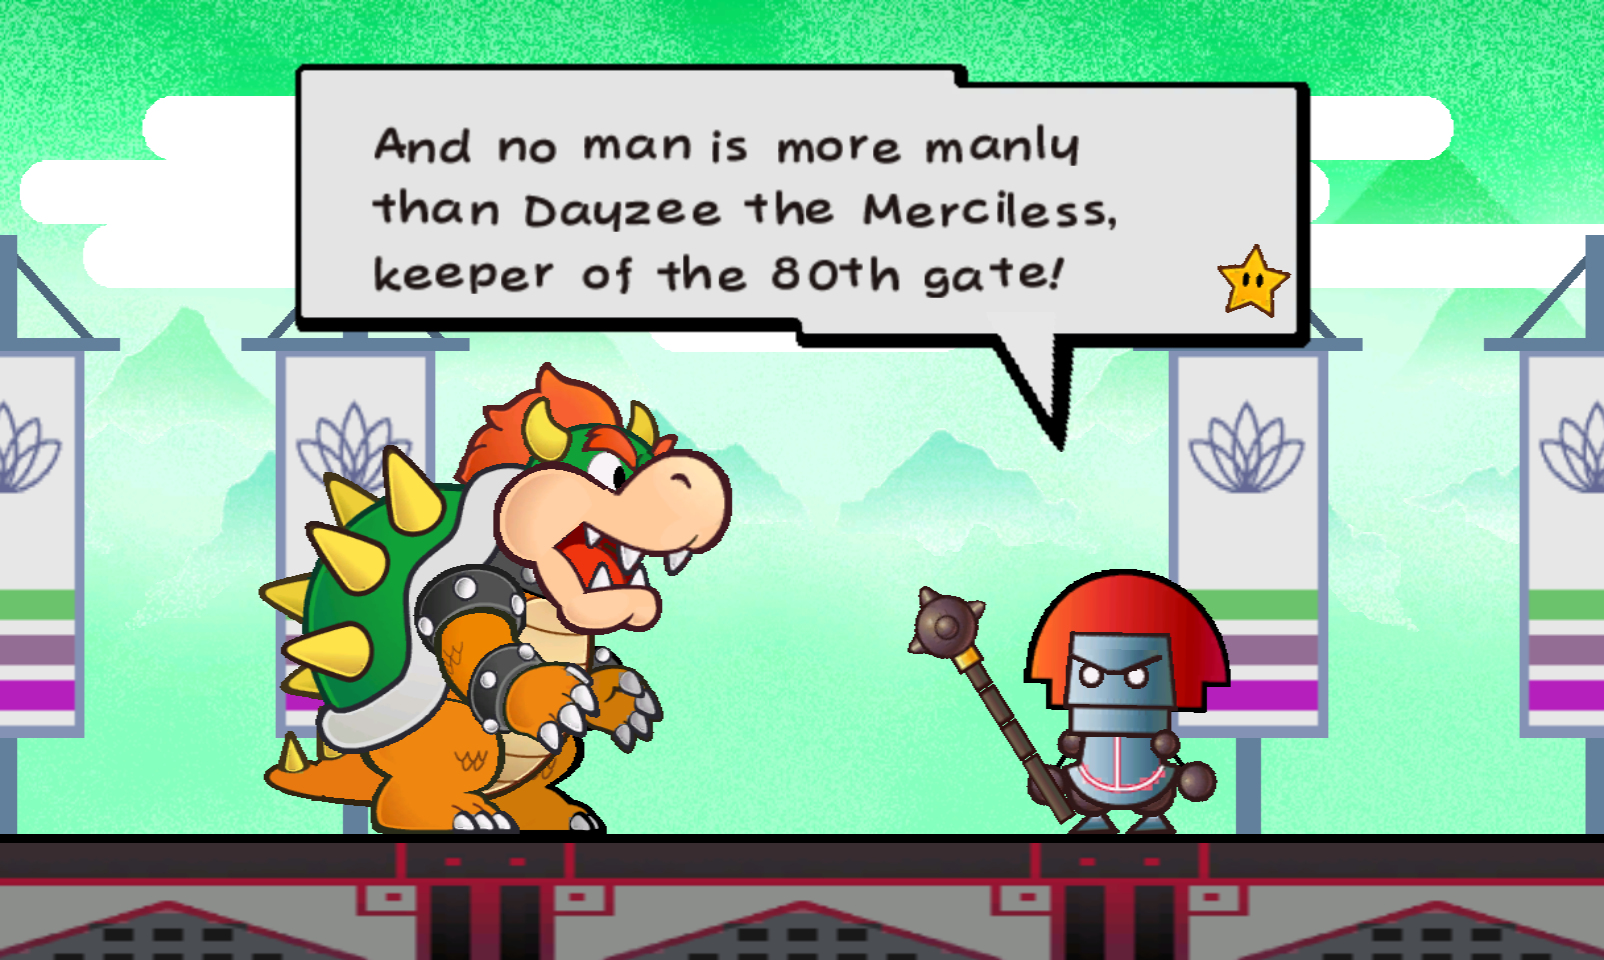 And no man is more manly
than Dayzee the Merciless,
keeper of the 80th gate!